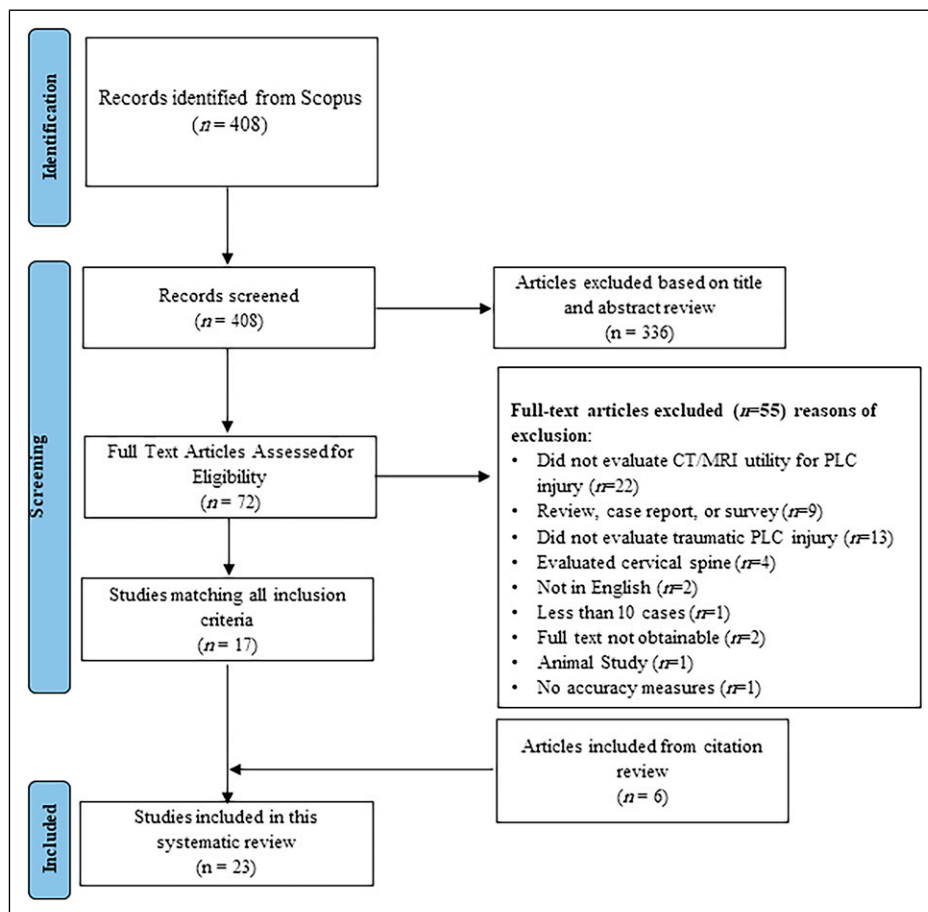 Identification
Records identified from Scopus
(n = 408)
Screening
Records screened
(n = 408)
Articles excluded based on title
and abstract review
(n = 336)
Full Text Articles Assessed for
Eligibility
(n = 72)
Full-text articles excluded (n=55) reasons of
exclusion:
• Did not evaluate CT/MRI utility for PLC
injury (n=22)
• Review, case report, or survey (n=9)
• Did not evaluate traumatic PLC injury (n=13)
• Evaluated cervical spine (n=4)
• Not in English (n=2)
• Less than 10 cases (n=1)
• Full text not obtainable (n=2)
• Animal Study (n=1)
• No accuracy measures (n=1)
Studies matching all inclusion
criteria
(n = 17)
Articles included from citation
review
(n = 6)
Included
Studies included in this
systematic review
(n = 23)